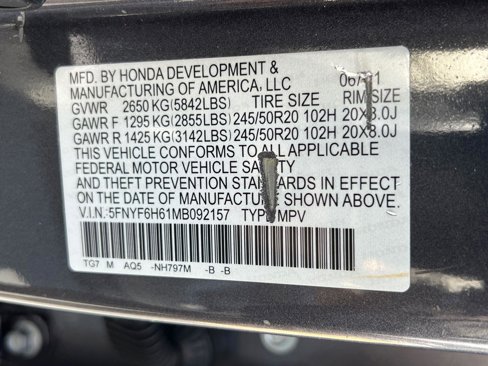 MFD. BY HONDA DEVELOPMENT &
MANUFACTURING OF AMERICA, LLC
GVWR 2650 KG(5842LBS) TIRE SIZE RIM SIZE
GAWR F 1295 KG(2855LBS) 245/50R20 102H 20X8.0J
GAWR R 1425 KG(3142LBS) 245/50R20 102H 20X8.0J
THIS VEHICLE CONFORMS TO ALL APPLICABLE
FEDERAL MOTOR VEHICLE SAFETY
AND THEFT PREVENTION STANDARDS IN EFFECT
ON THE DATE OF MANUFACTURE SHOWN ABOVE.
V.I.N.:5FNYF6H61MB092157 TYPE:MPV
TG7 M AQ5 -NH797M -B -B